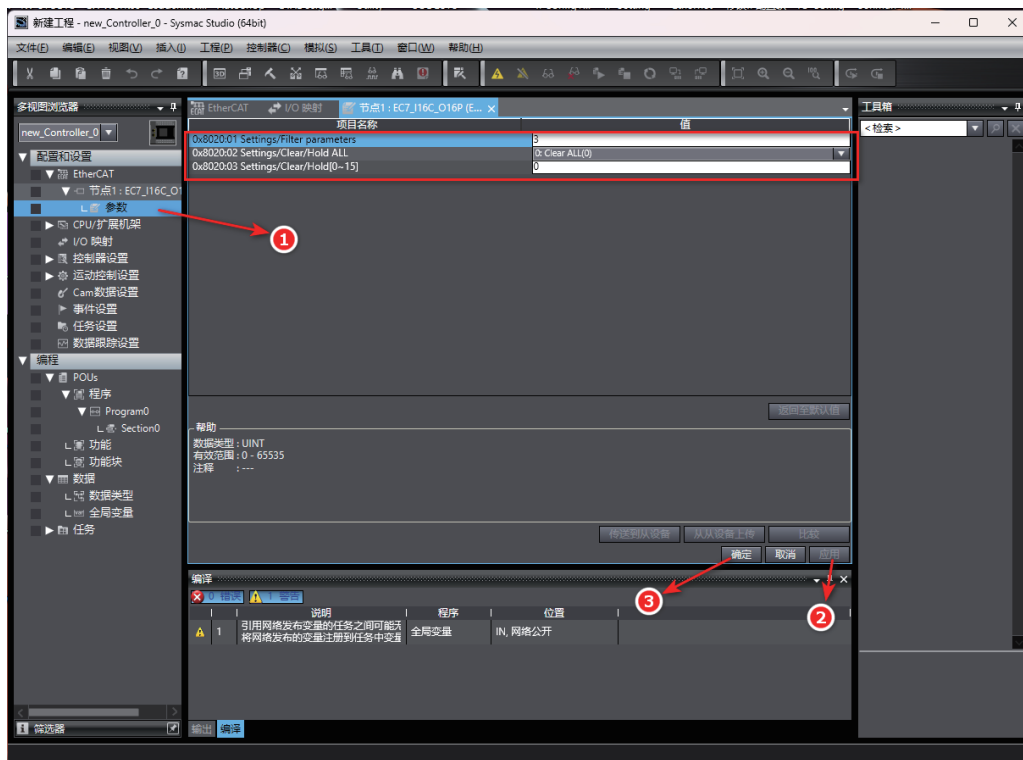 新建工程 - new_Controller_0 - Sysmac Studio (64bit)
文件(F) 编辑(E) 视图(V) 插入(I) 工程(P) 控制器(C) 模拟(S) 工具(T) 窗口(W) 帮助(H)
多视图浏览器
new_Controller_0
配置和设置
EtherCAT
节点1 : EC7_I16C_O1
参数
CPU/扩展机架
I/O 映射
控制器设置
运动控制设置
Cam数据设置
事件设置
任务设置
数据跟踪设置
编程
POUs
程序
Program0
Section0
功能
功能块
数据
数据类型
全局变量
任务
筛选器
EtherCAT I/O 映射 节点1 : EC7_I16C_O16P (E...
项目名称 值
0x8020:01 Settings/Filter parameters 3
0x8020:02 Settings/Clear/Hold ALL 0: Clear ALL(0)
0x8020:03 Settings/Clear/Hold[0~15] 0
1
返回至默认值
帮助
数据类型 : UINT
有效范围 : 0 - 65535
注释 : ---
传送到从设备 从从设备上传 比较
确定 取消 应用
3
2
编译
0 错误 1 警告
说明 程序 位置
1 引用网络发布变量的任务之间可能无 全局变量 IN, 网络公开
将网络发布的变量注册到任务中变量
输出 编译
工具箱
<检索>